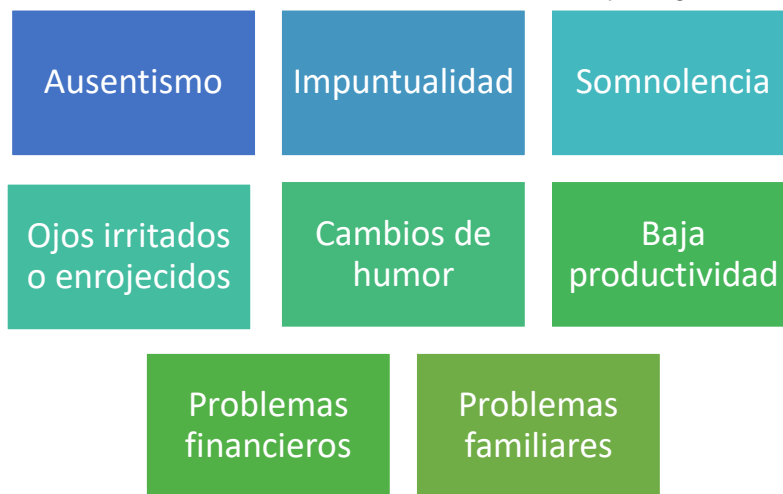 Ausentismo
Impuntualidad
Somnolencia
Ojos irritados
o enrojecidos
Cambios de
humor
Baja
productividad
Problemas
financieros
Problemas
familiares